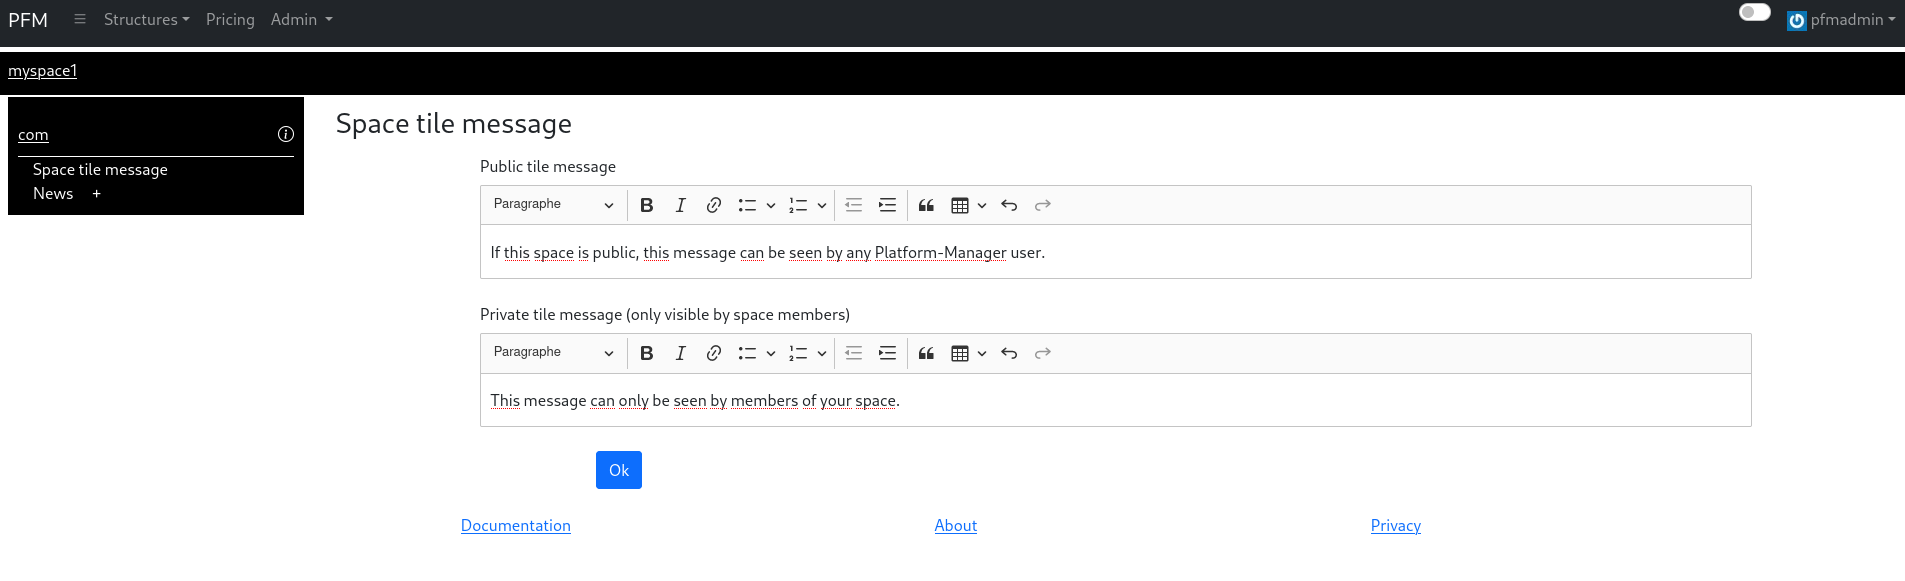 PFM Structures Pricing Admin pfmadmin
myspace1
com
Space tile message
News +
Space tile message
Public tile message
Paragraphe B I
If this space is public, this message can be seen by any Platform-Manager user.
Private tile message (only visible by space members)
Paragraphe B I
This message can only be seen by members of your space.
Ok
Documentation About Privacy